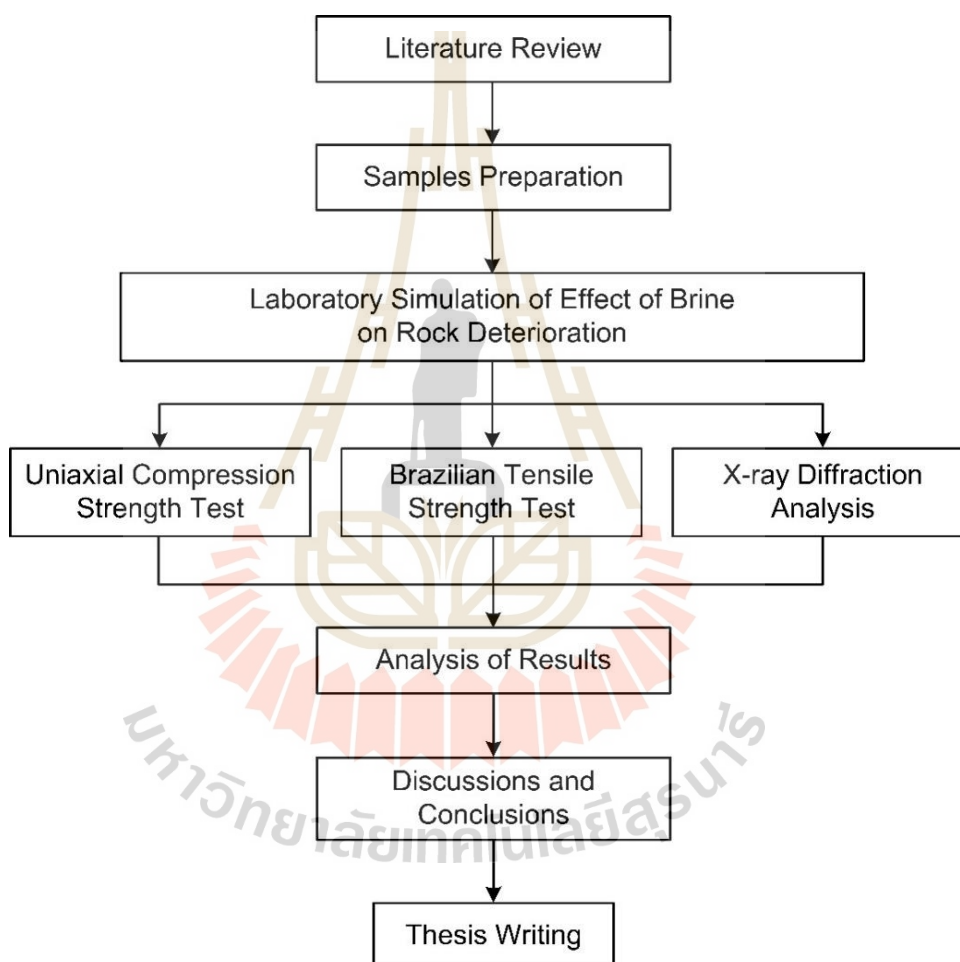 Literature Review
Samples Preparation
Laboratory Simulation of Effect of Brine
on Rock Deterioration
Uniaxial Compression
Strength Test
Brazilian Tensile
Strength Test
X-ray Diffraction
Analysis
Analysis of Results
Discussions and
Conclusions
Thesis Writing
มหาวิทยาลัยเทคโนโลยีสุรนารี